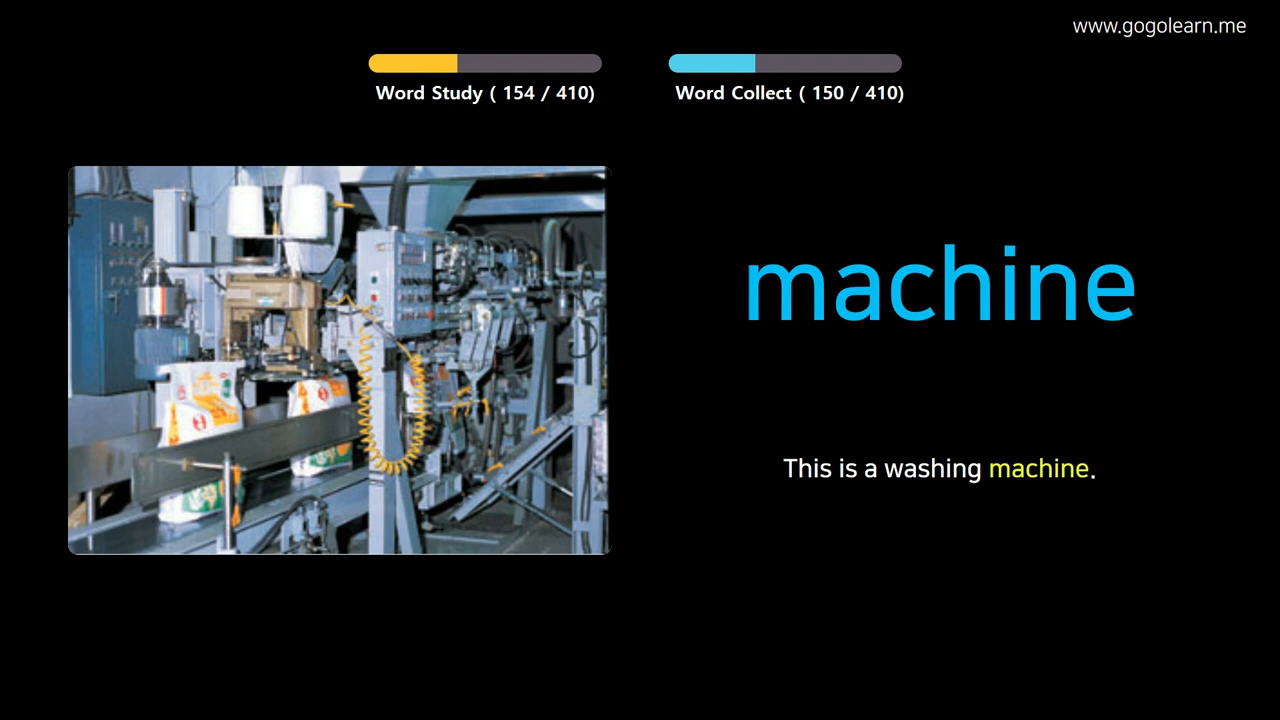 www.gogolearn.me
Word Study ( 154 / 410)
Word Collect ( 150 / 410)
machine
This is a washing machine.